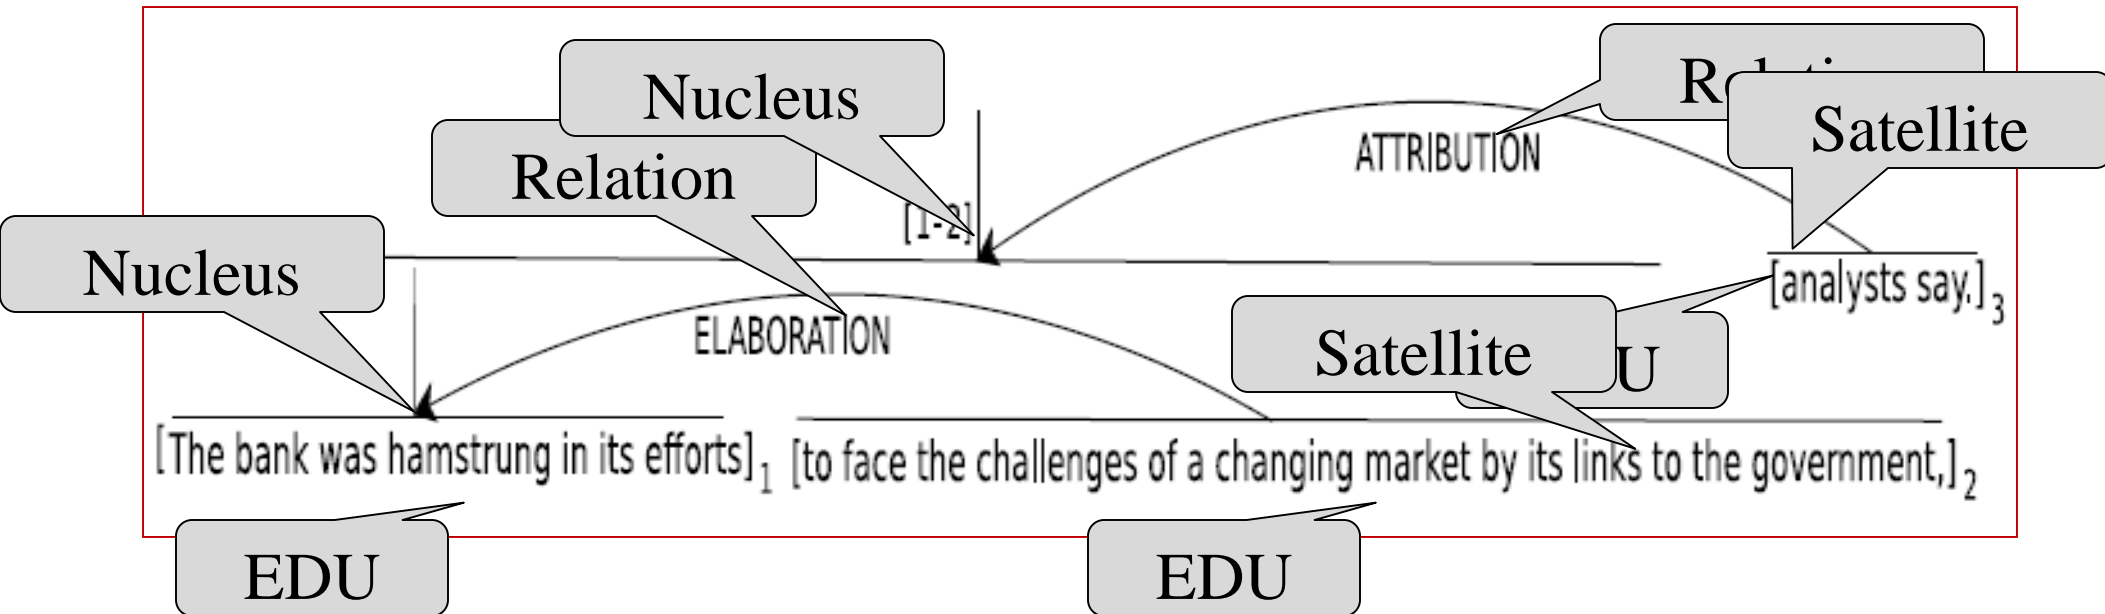 Nucleus
Satellite
Relation
ATTRIBUTION
[1-2]
Nucleus
[analysts say.] 3
ELABORATION
Satellite
[The bank was hamstrung in its efforts] 1 [to face the challenges of a changing market by its links to the government,] 2
EDU
EDU